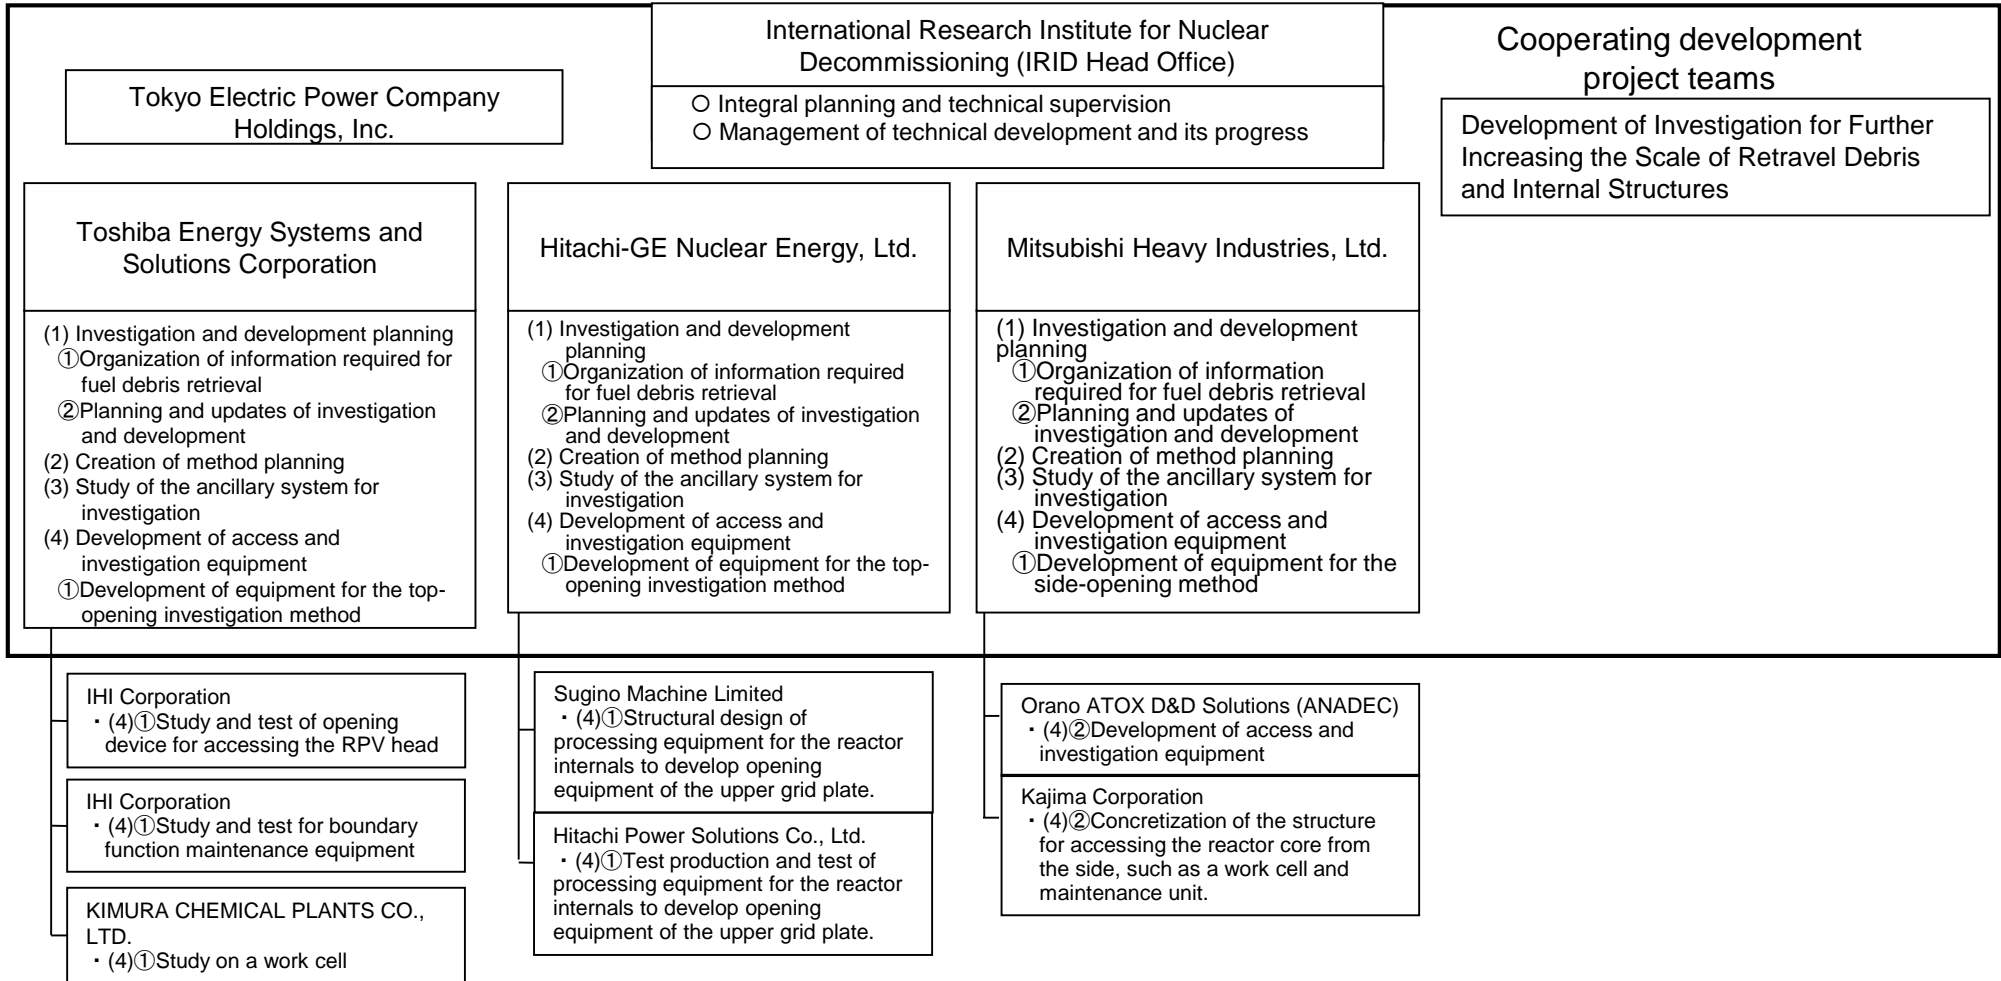 International Research Institute for Nuclear
Decommissioning (IRID Head Office)
○ Integral planning and technical supervision
○ Management of technical development and its progress
Tokyo Electric Power Company
Holdings, Inc.
Cooperating development
project teams
Development of Investigation for Further
Increasing the Scale of Retravel Debris
and Internal Structures
Toshiba Energy Systems and
Solutions Corporation
(1) Investigation and development planning
①Organization of information required for
fuel debris retrieval
②Planning and updates of investigation
and development
(2) Creation of method planning
(3) Study of the ancillary system for
investigation
(4) Development of access and
investigation equipment
①Development of equipment for the top-
opening investigation method
Hitachi-GE Nuclear Energy, Ltd.
(1) Investigation and development
planning
①Organization of information required
for fuel debris retrieval
②Planning and updates of investigation
and development
(2) Creation of method planning
(3) Study of the ancillary system for
investigation
(4) Development of access and
investigation equipment
①Development of equipment for the top-
opening investigation method
Mitsubishi Heavy Industries, Ltd.
(1) Investigation and development
planning
①Organization of information
required for fuel debris retrieval
②Planning and updates of
investigation and development
(2) Creation of method planning
(3) Study of the ancillary system for
investigation
(4) Development of access and
investigation equipment
①Development of equipment for the
side-opening method
IHI Corporation
・(4)①Study and test of opening
device for accessing the RPV head
IHI Corporation
・(4)①Study and test for boundary
function maintenance equipment
KIMURA CHEMICAL PLANTS CO.,
LTD.
・(4)①Study on a work cell
Sugino Machine Limited
・(4)①Structural design of
processing equipment for the reactor
internals to develop opening
equipment of the upper grid plate.
Hitachi Power Solutions Co., Ltd.
・(4)①Test production and test of
processing equipment for the reactor
internals to develop opening
equipment of the upper grid plate.
Orano ATOX D&D Solutions (ANADEC)
・(4)②Development of access and
investigation equipment
Kajima Corporation
・(4)②Concretization of the structure
for accessing the reactor core from
the side, such as a work cell and
maintenance unit.